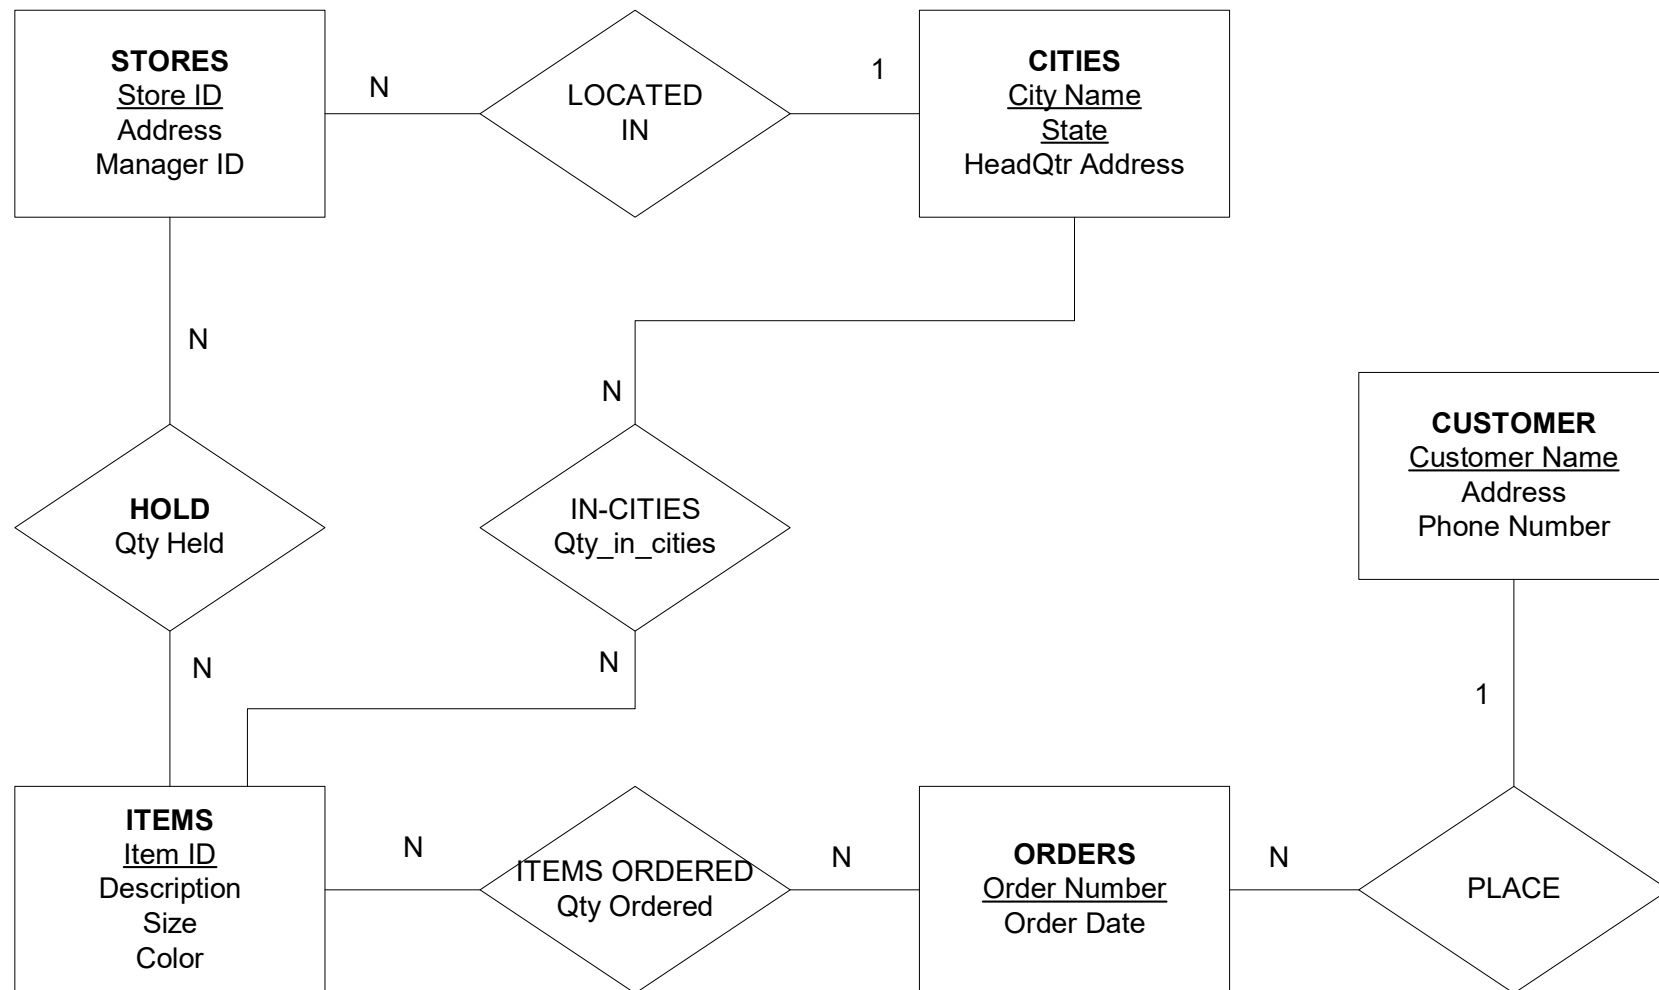 STORES
Store ID
Address
Manager ID
N
LOCATED
IN
1
CITIES
City Name
State
HeadQtr Address
N
N
HOLD
Qty Held
IN-CITIES
Qty_in_cities
CUSTOMER
Customer Name
Address
Phone Number
N
N
1
ITEMS
Item ID
Description
Size
Color
N
ITEMS ORDERED
Qty Ordered
N
ORDERS
Order Number
Order Date
N
PLACE